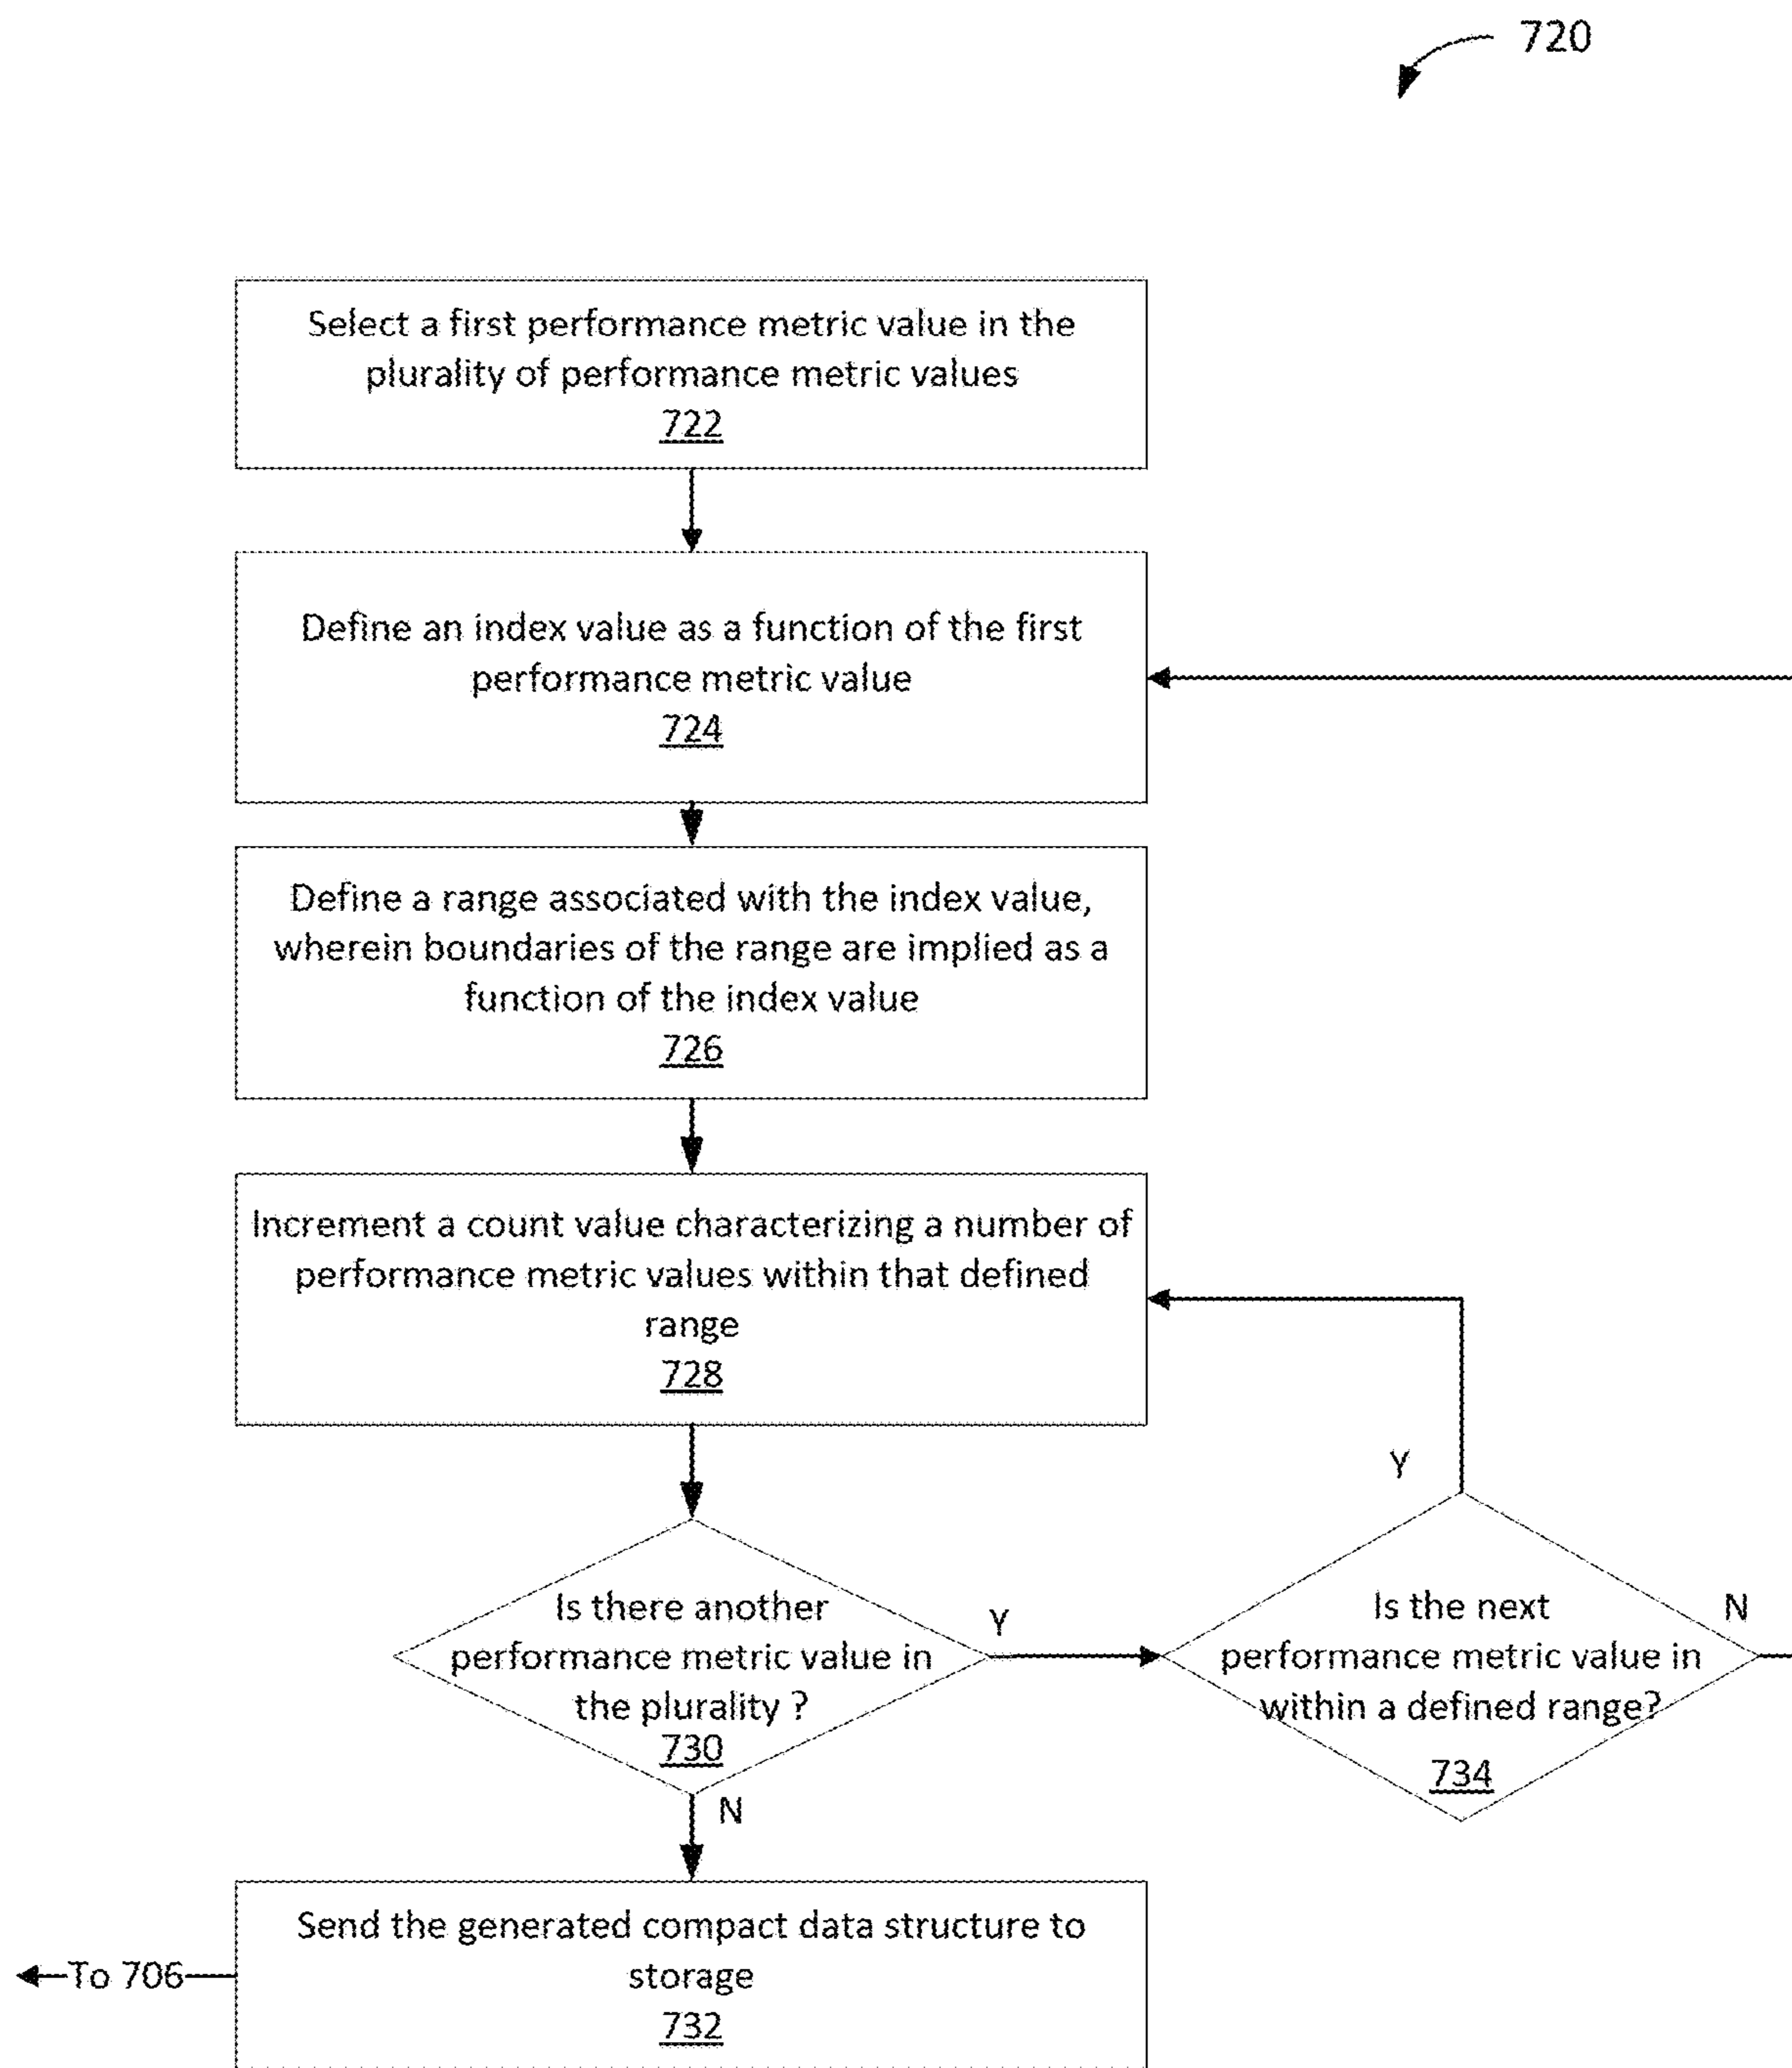 720
Select a first performance metric value in the
plurality of performance metric values
722
Define an index value as a function of the first
performance metric value
724
Define a range associated with the index value,
wherein boundaries of the range are implied as a
function of the index value
726
Increment a count value characterizing a number of
performance metric values within that defined
range
728
Is there another
performance metric value in
the plurality ?
730
Y
N
Is the next
performance metric value in
within a defined range?
734
Y
N
Send the generated compact data structure to
storage
732
To 706